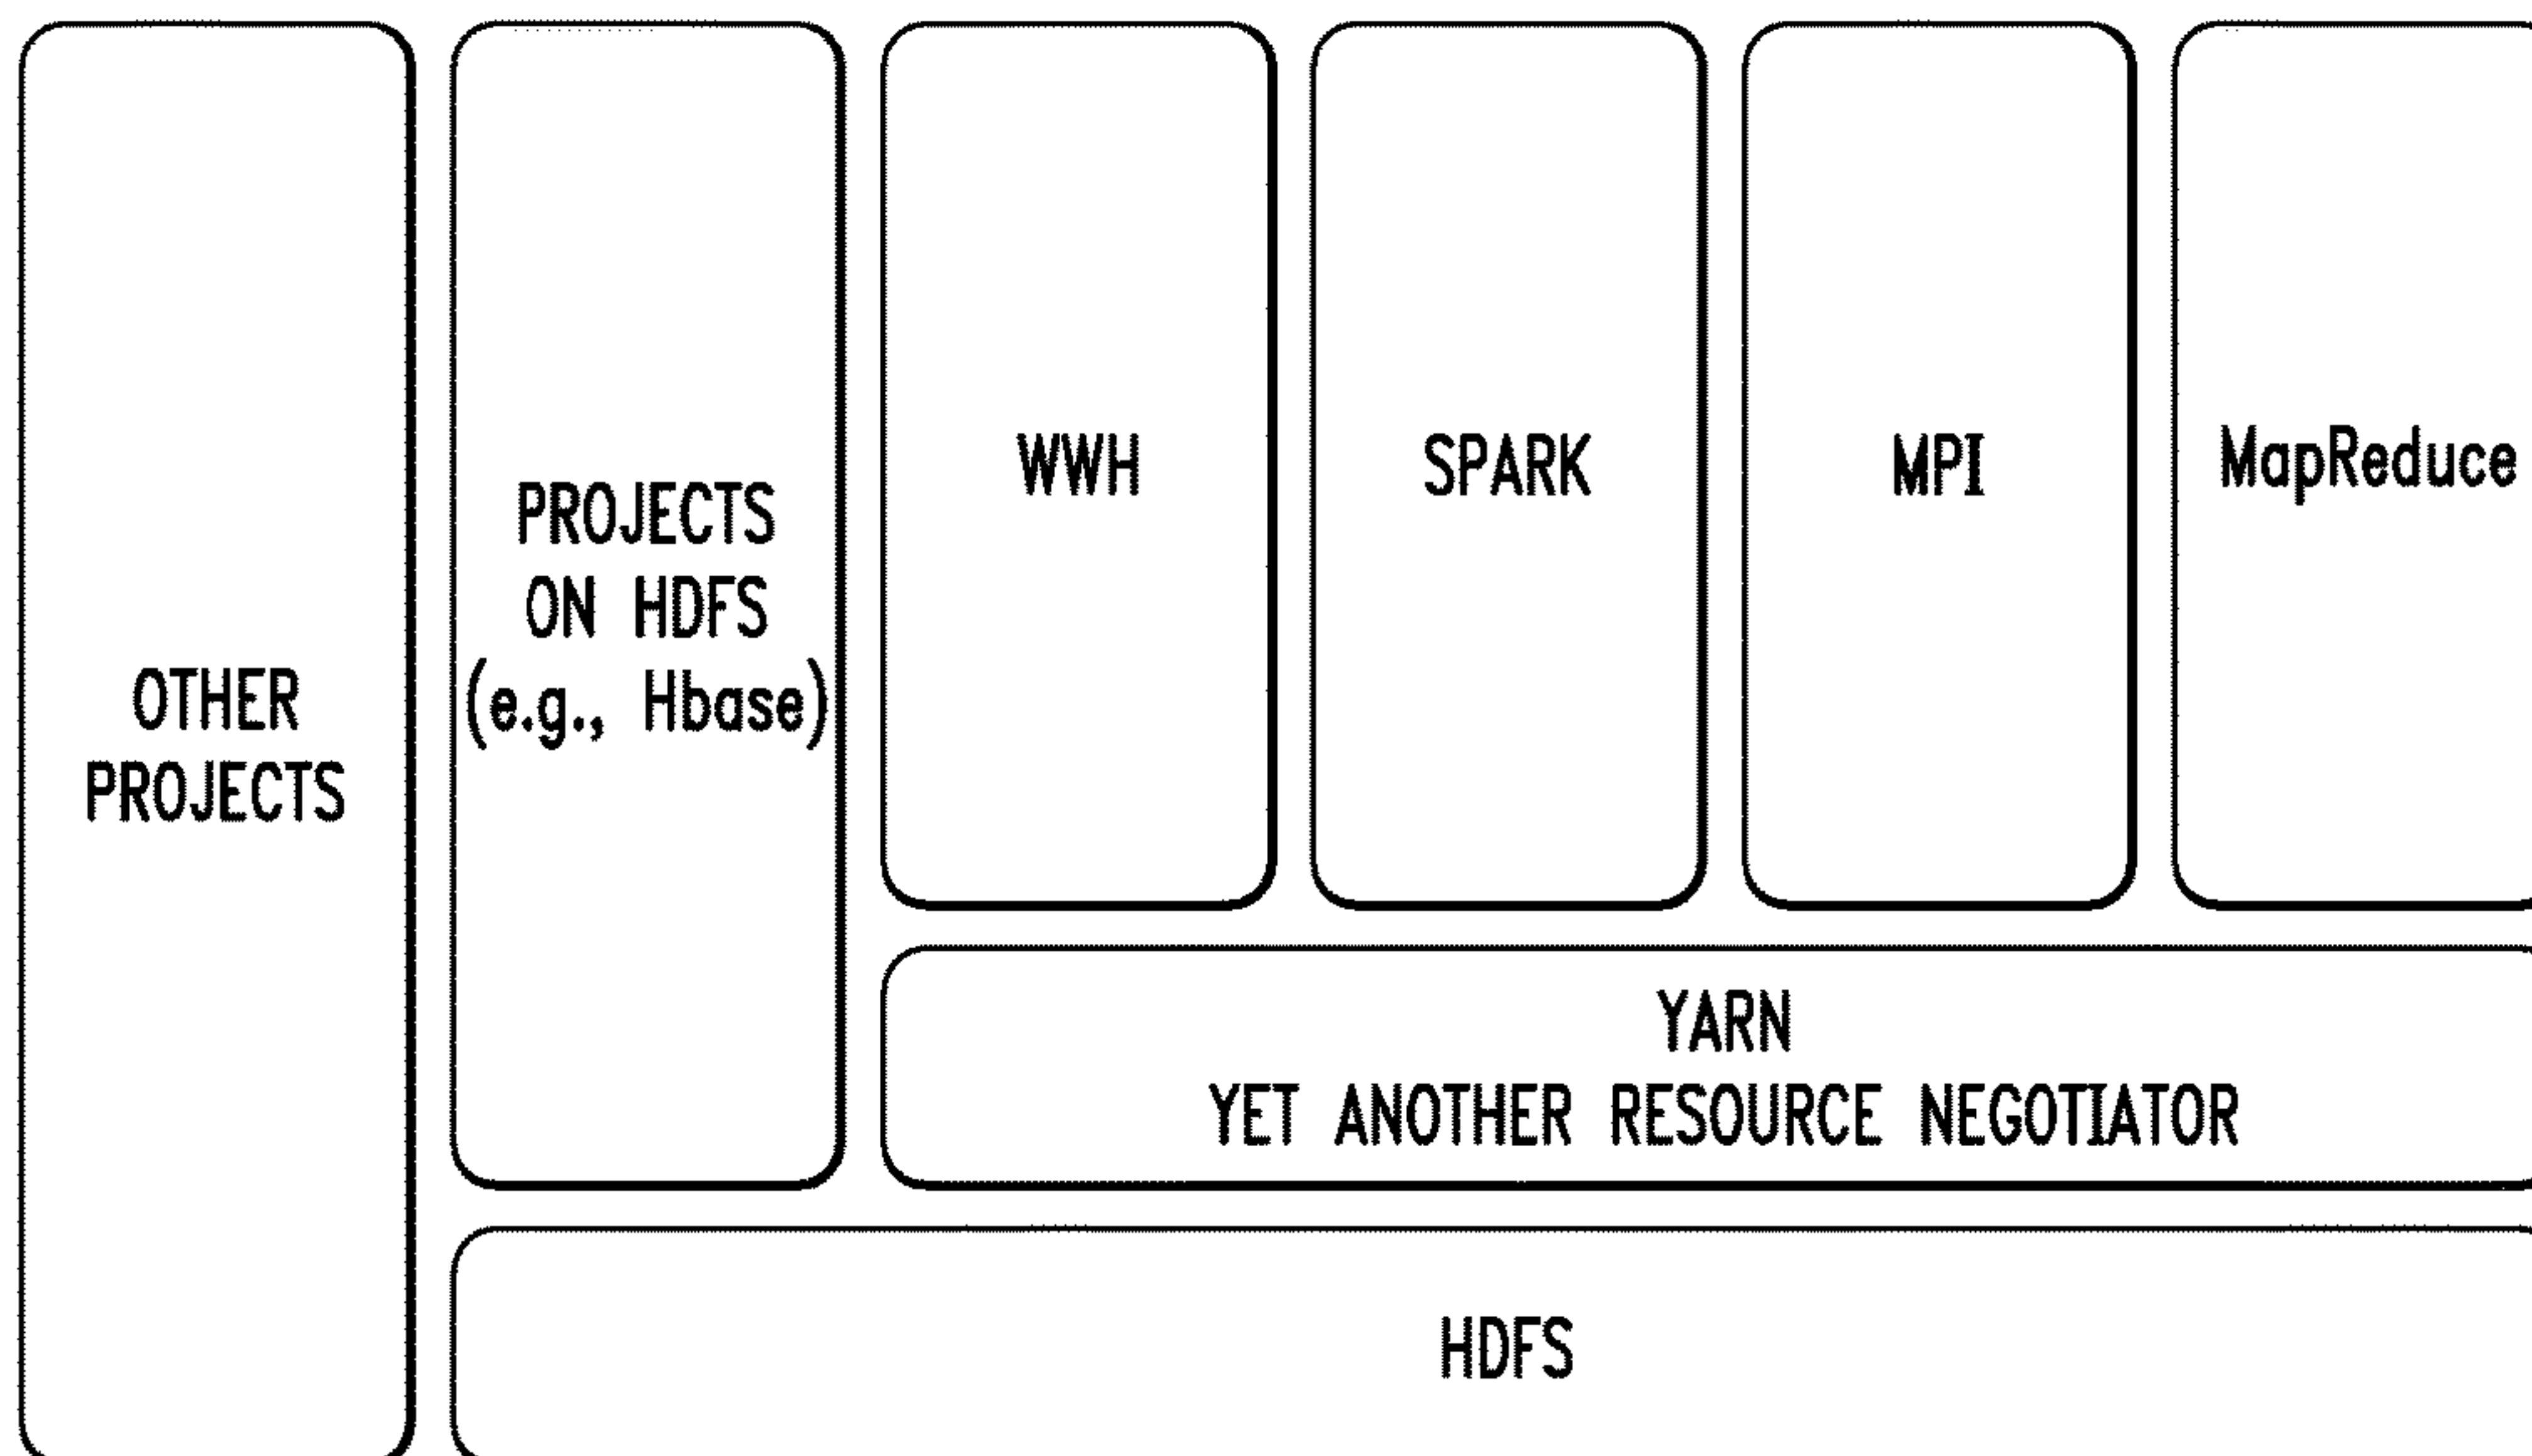 OTHER
PROJECTS
PROJECTS
ON HDFS
(e.g., Hbase)
WWH
SPARK
MPI
MapReduce
YARN
YET ANOTHER RESOURCE NEGOTIATOR
HDFS